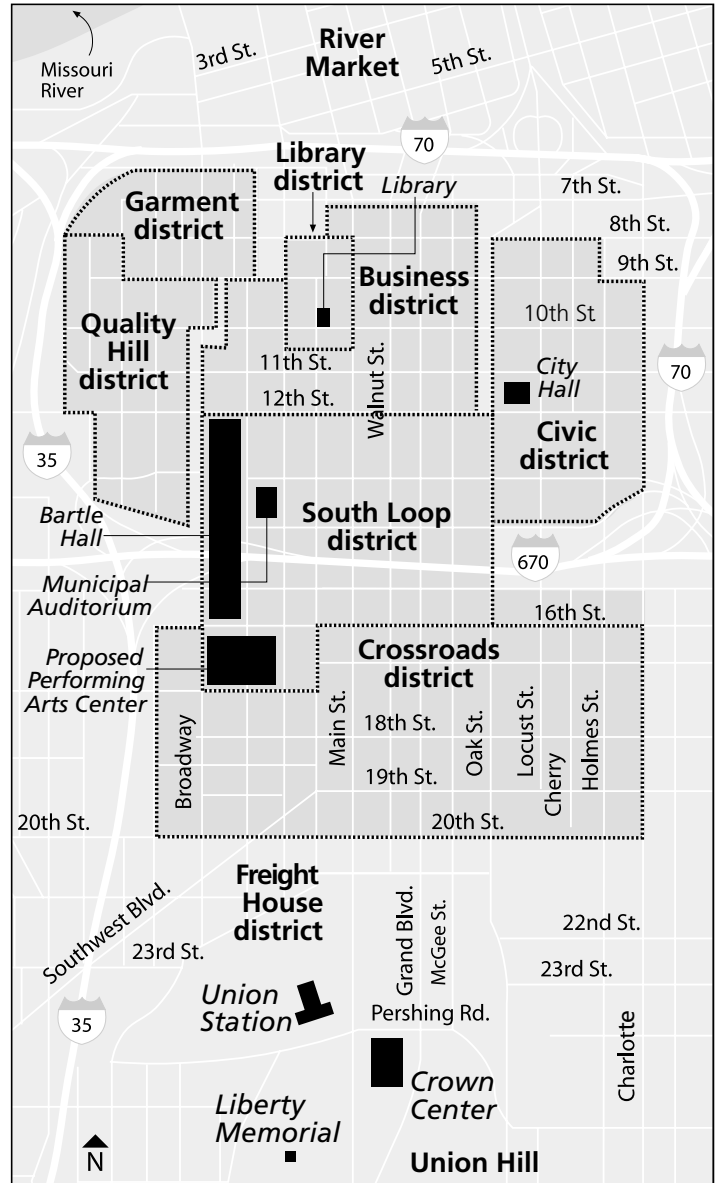 Missouri
River
3rd St.
River
Market
5th St.
70
Library
district
Library
7th St.
Garment
district
8th St.
9th St.
Business
district
10th St
Quality
Hill
district
11th St.
Walnut St.
City
Hall
70
12th St.
Civic
district
35
Bartle
Hall
South Loop
district
670
Municipal
Auditorium
16th St.
Proposed
Performing
Arts Center
Crossroads
district
Broadway
Main St.
18th St.
Oak St.
Locust St.
Cherry
Holmes St.
19th St.
20th St.
20th St.
Freight
House
district
Southwest Blvd.
23rd St.
Grand Blvd.
McGee St.
22nd St.
23rd St.
Union
Station
Pershing Rd.
35
Charlotte
Crown
Center
Liberty
Memorial
N
Union Hill